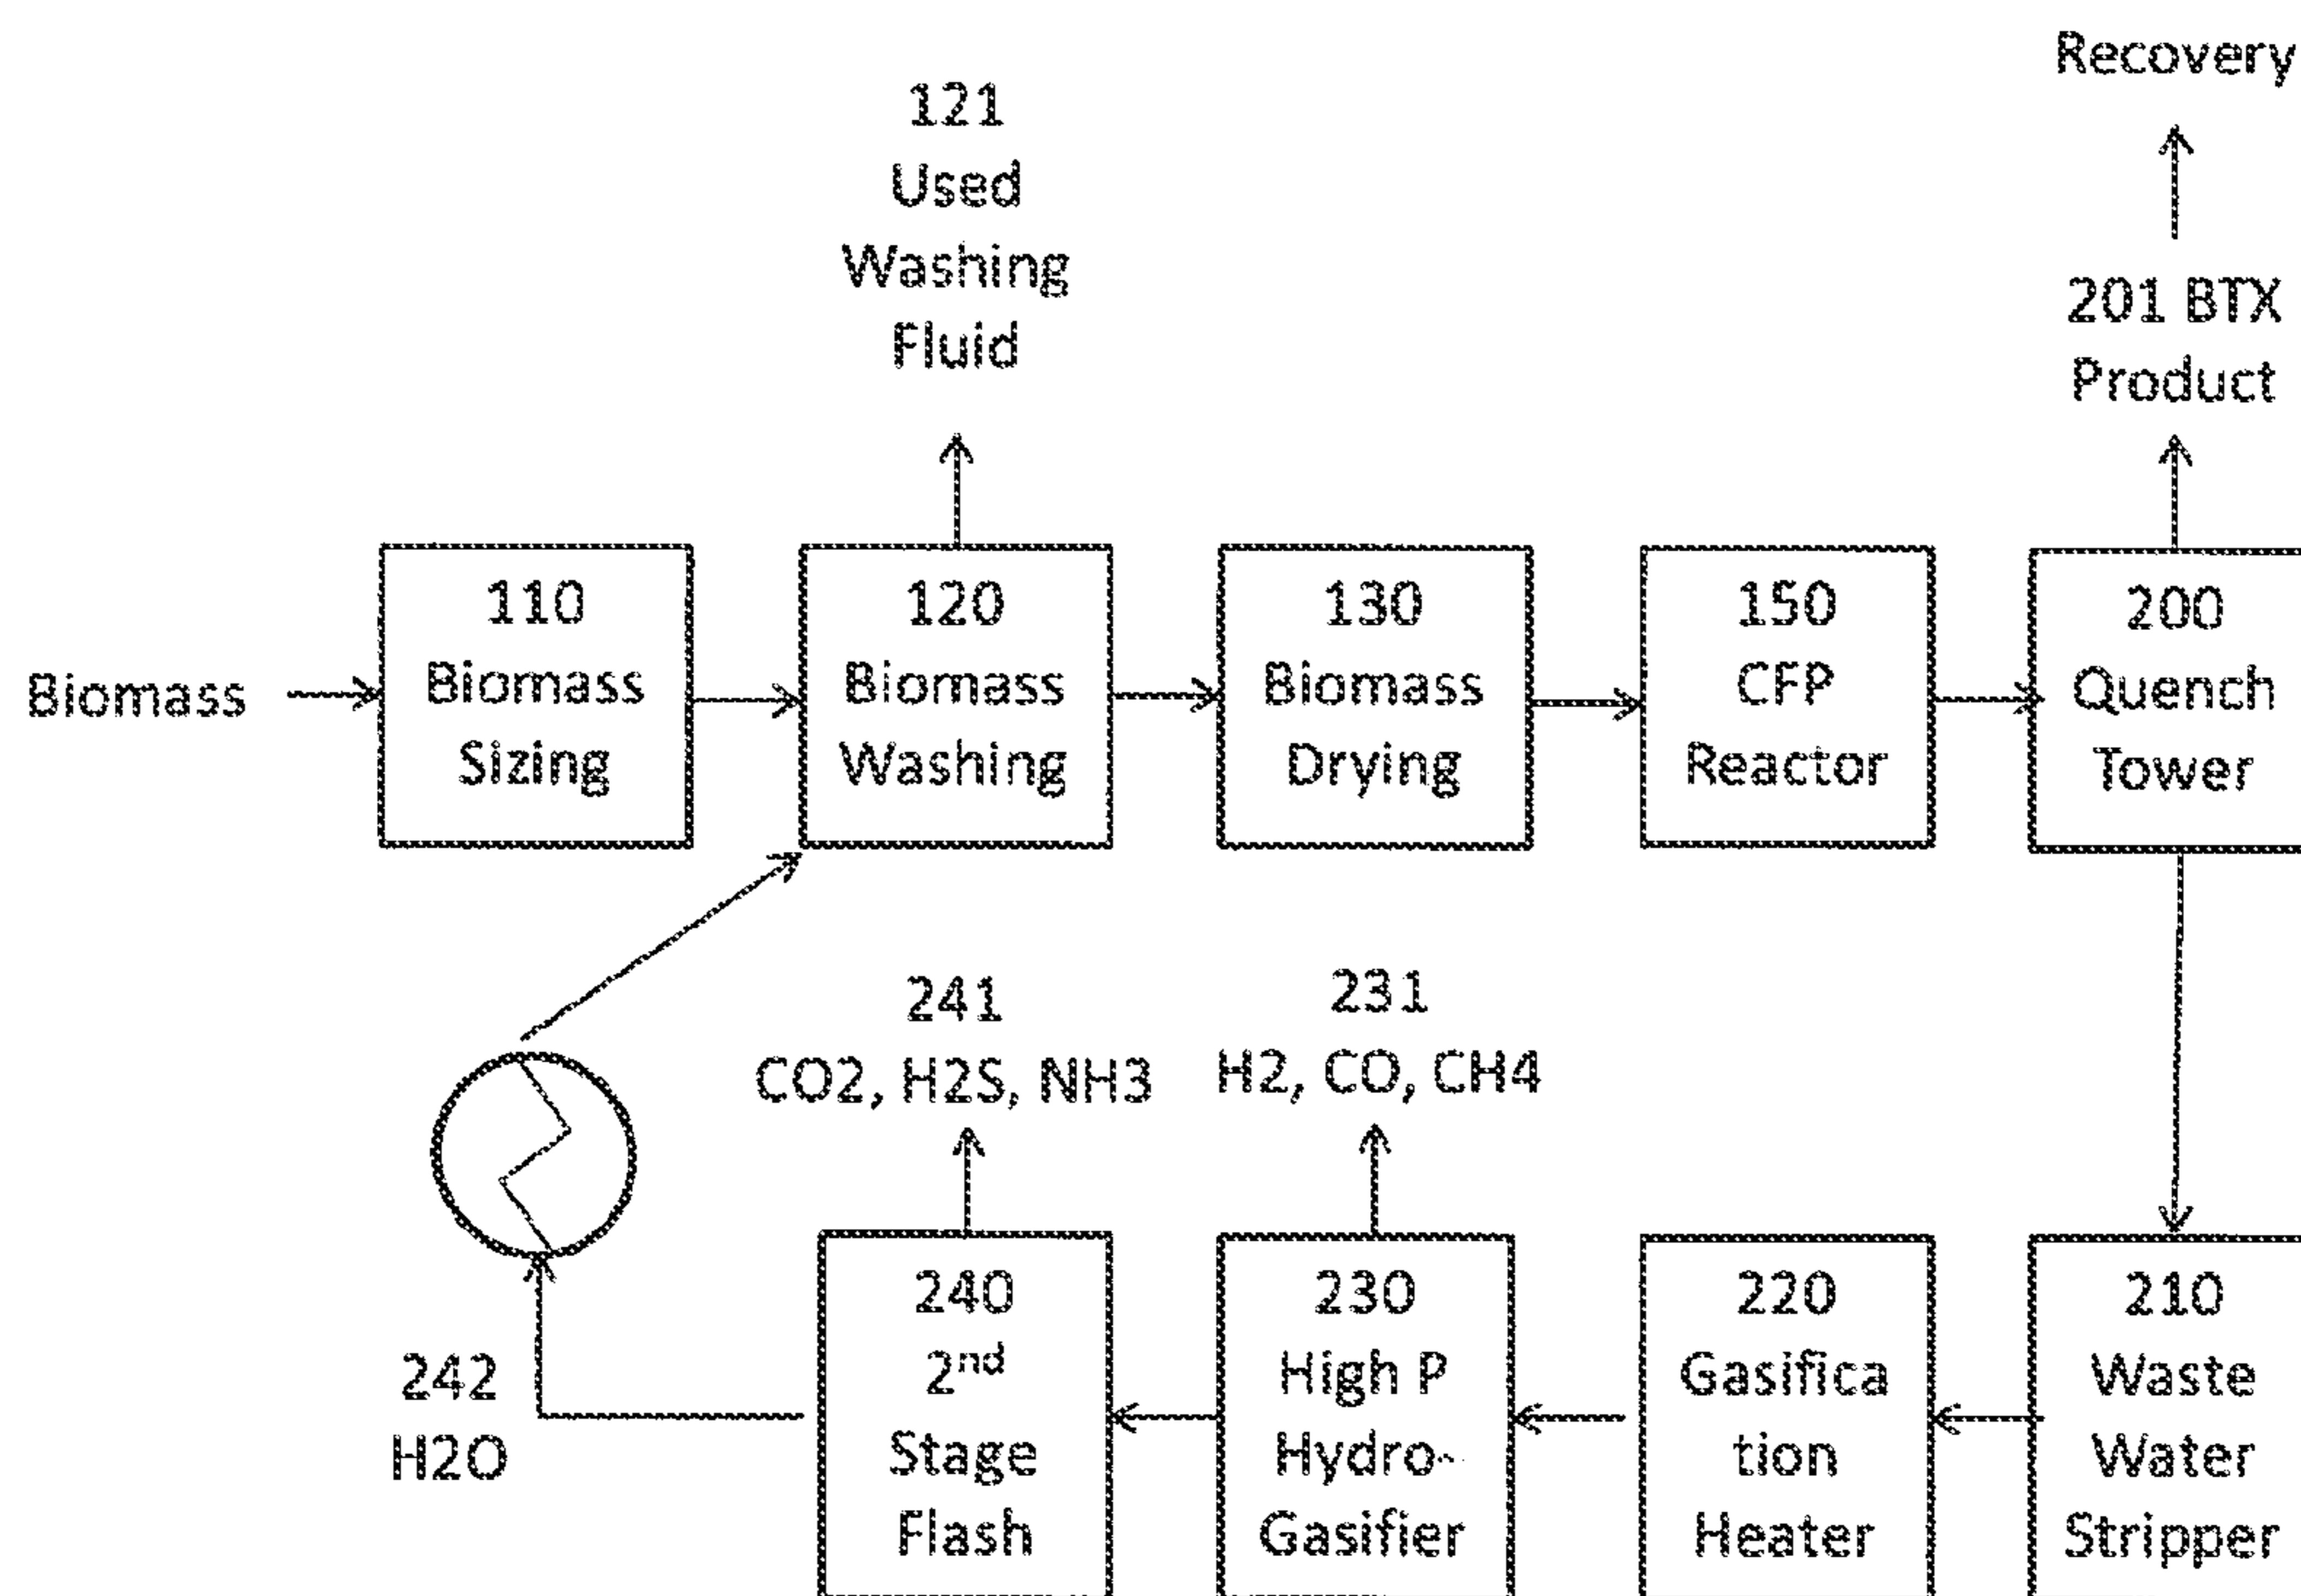 Recovery
121
Used
Washing
Fluid
201 BTX
Product
Biomass
110
Biomass
Sizing
120
Biomass
Washing
130
Biomass
Drying
150
CFP
Reactor
200
Quench
Tower
241
CO2, H2S, NH3
231
H2, CO, CH4
242
H2O
240
2nd
Stage
Flash
230
High P
Hydro-
Gasifier
220
Gasifica
tion
Heater
210
Waste
Water
Stripper